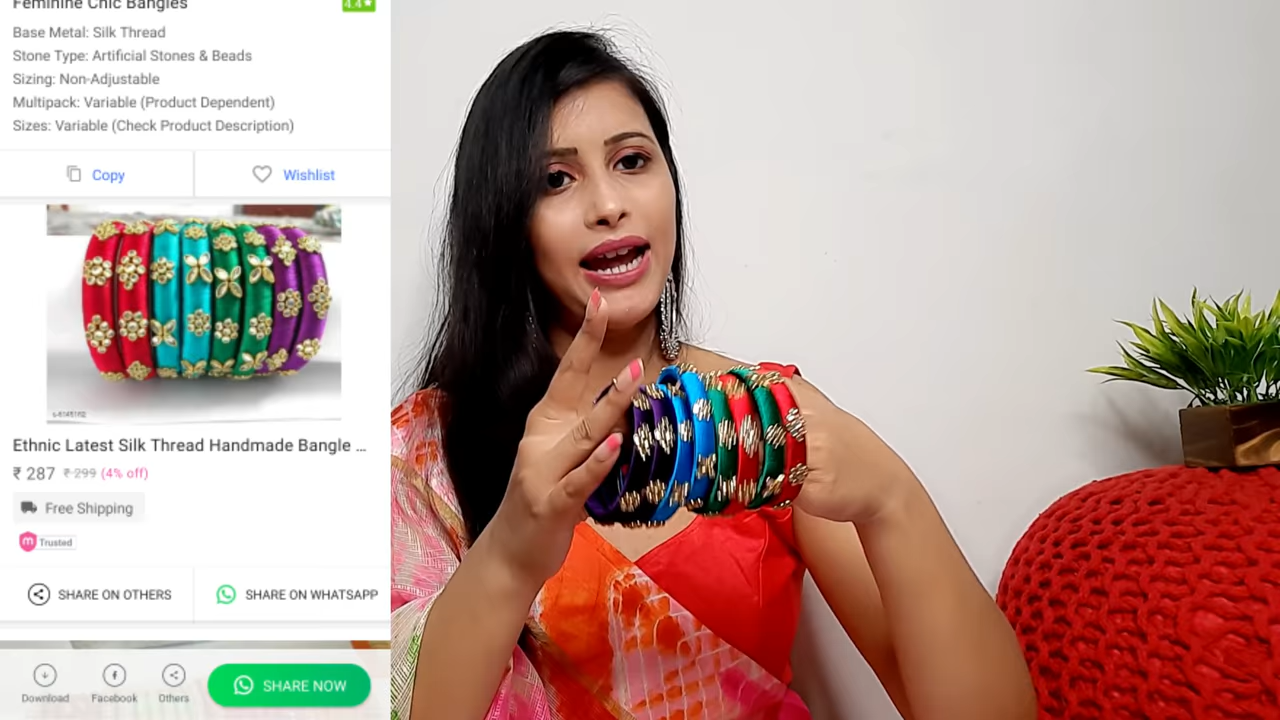 Feminine Chic Bangles
4.4★
Base Metal: Silk Thread
Stone Type: Artificial Stones & Beads
Sizing: Non-Adjustable
Multipack: Variable (Product Dependent)
Sizes: Variable (Check Product Description)
Copy
Wishlist
s-6145162
Ethnic Latest Silk Thread Handmade Bangle ...
₹ 287 ₹ 299 (4% off)
Free Shipping
m Trusted
SHARE ON OTHERS
SHARE ON WHATSAPP
Download
Facebook
Others
SHARE NOW